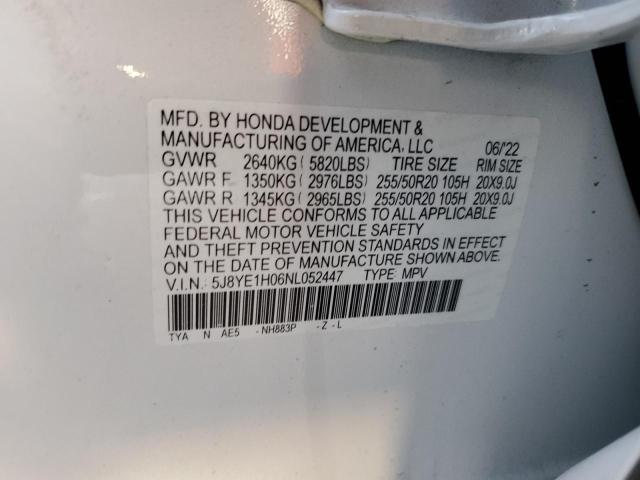 MFD. BY HONDA DEVELOPMENT &
MANUFACTURING OF AMERICA, LLC 06/22
GVWR 2640KG ( 5820LBS) TIRE SIZE RIM SIZE
GAWR F 1350KG ( 2976LBS) 255/50R20 105H 20X9.0J
GAWR R 1345KG ( 2965LBS) 255/50R20 105H 20X9.0J
THIS VEHICLE CONFORMS TO ALL APPLICABLE
FEDERAL MOTOR VEHICLE SAFETY
AND THEFT PREVENTION STANDARDS IN EFFECT
ON THE DATE OF MANUFACTURE SHOWN ABOVE.
V.I.N.: 5J8YE1H06NL052447 TYPE: MPV
TYA N AE5 -NH883P -Z-L